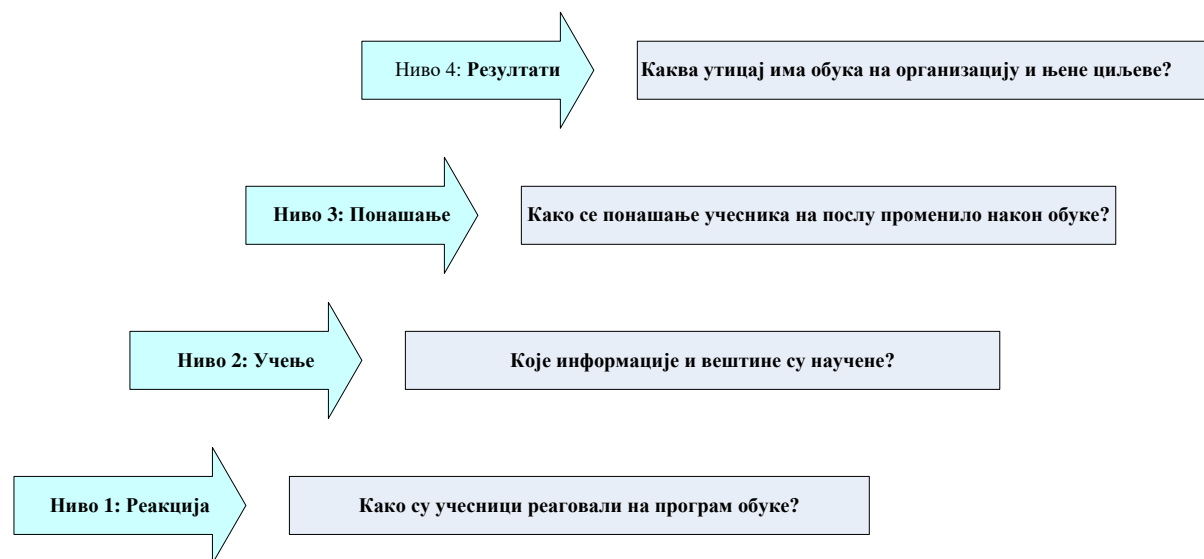 Ниво 4: Резултати
Каква утицај има обука на организацију и њене циљеве?
Ниво 3: Понашање
Како се понашање учесника на послу променило након обуке?
Ниво 2: Учење
Које информације и вештине су научене?
Ниво 1: Реакција
Како су учесници реаговали на програм обуке?